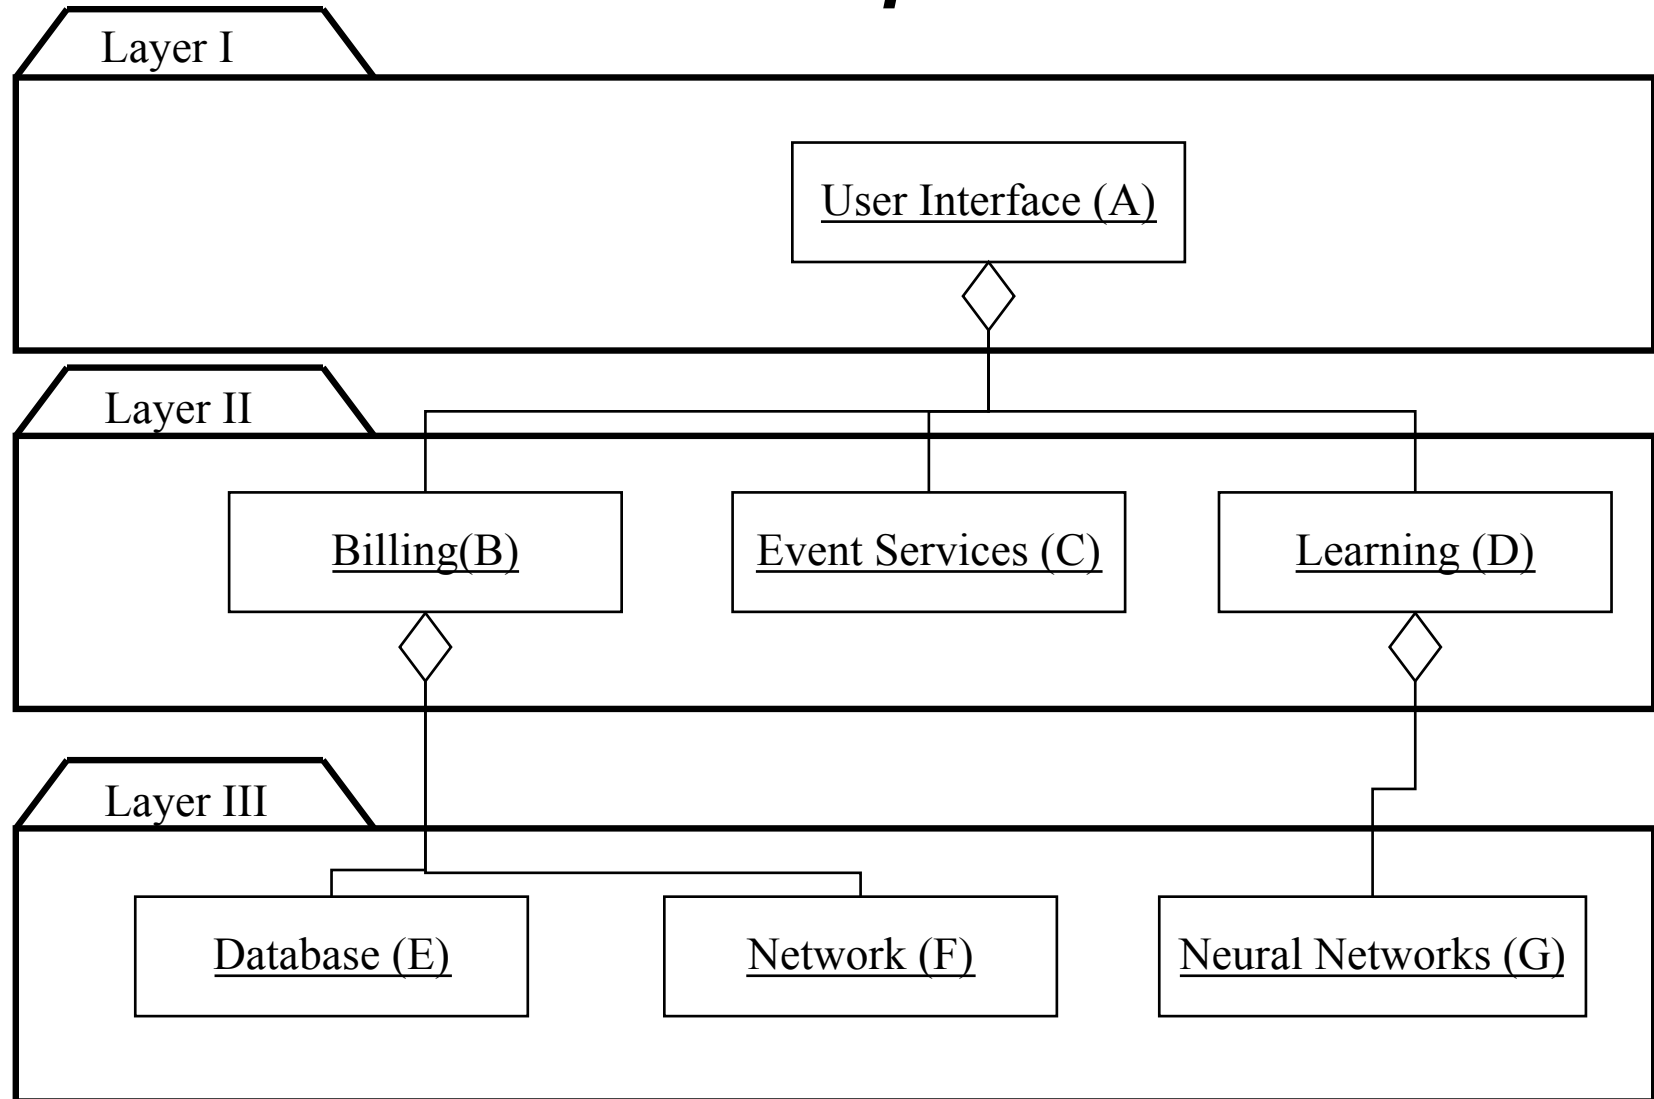 Layer I
User Interface (A)
Layer II
Billing(B)
Event Services (C)
Learning (D)
Layer III
Database (E)
Network (F)
Neural Networks (G)